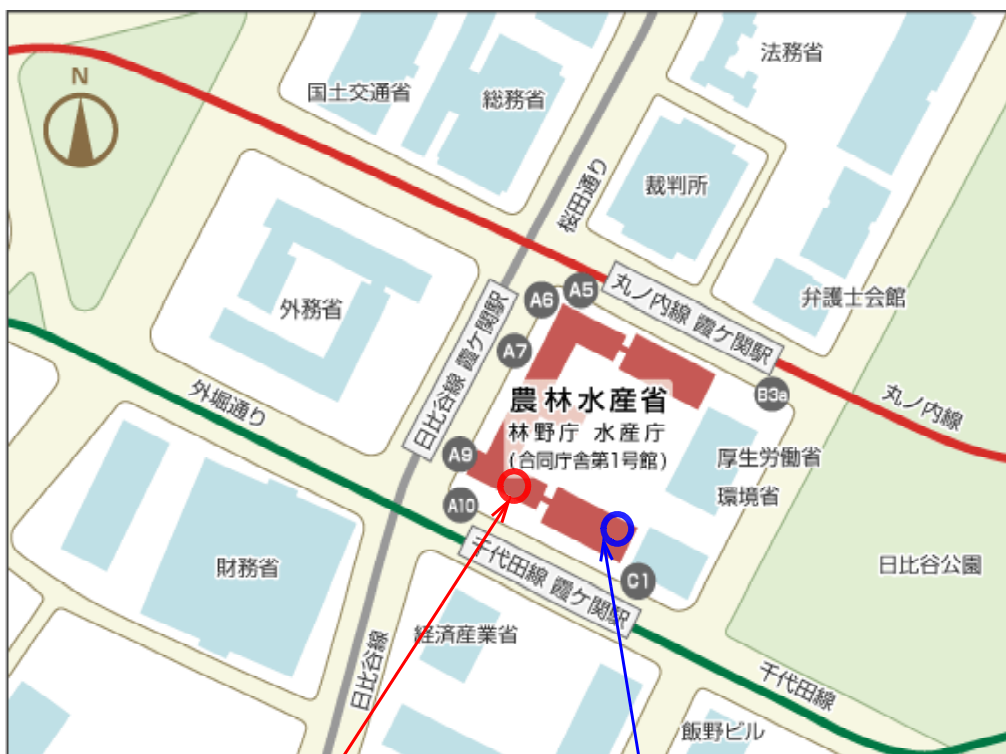 法務省
N
国土交通省
総務省
桜田通り
裁判所
外務省
A6
A5
丸ノ内線 霞ケ関駅
弁護士会館
A7
日比谷線 霞ケ関駅
B3a
丸ノ内線
外堀通り
農林水産省
林野庁 水産庁
(合同庁舎第1号館)
A9
厚生労働省
環境省
A10
財務省
千代田線 霞ケ関駅
C1
日比谷公園
経済産業省
日比谷線
千代田線
飯野ビル